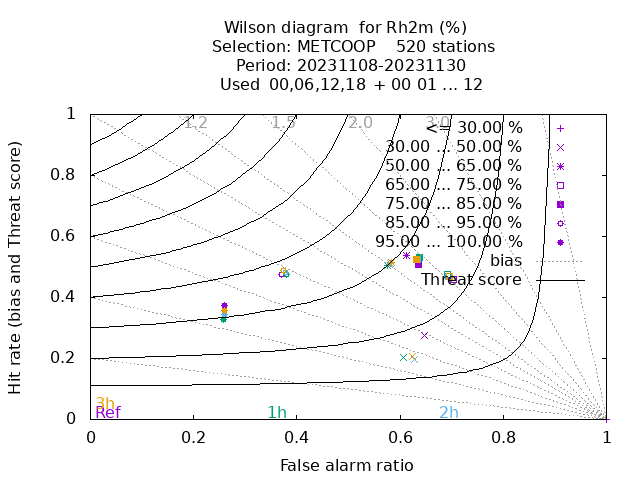 Wilson diagram for Rh2m (%)
Selection: METCOOP 520 stations
Period: 20231108-20231130
Used 00,06,12,18 + 00 01 ... 12
1.2 1.5 2.0 3.0
<= 30.00 %
30.00 ... 50.00 %
50.00 ... 65.00 %
65.00 ... 75.00 %
75.00 ... 85.00 %
85.00 ... 95.00 %
95.00 ... 100.00 %
bias
Threat score
Hit rate (bias and Threat score)
1
0.8
0.6
0.4
0.2
0
3h
Ref 1h 2h
0 0.2 0.4 0.6 0.8 1
False alarm ratio